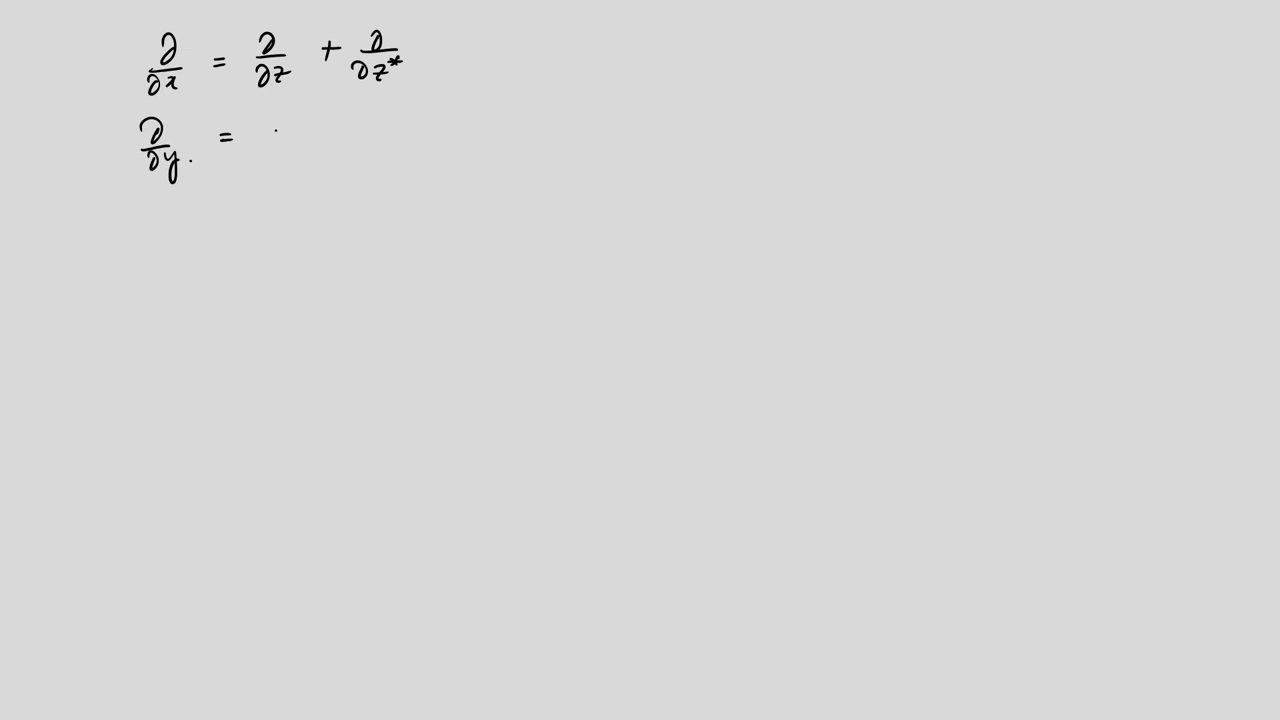 ∂/∂x = ∂/∂z + ∂/∂z*
∂/∂y =